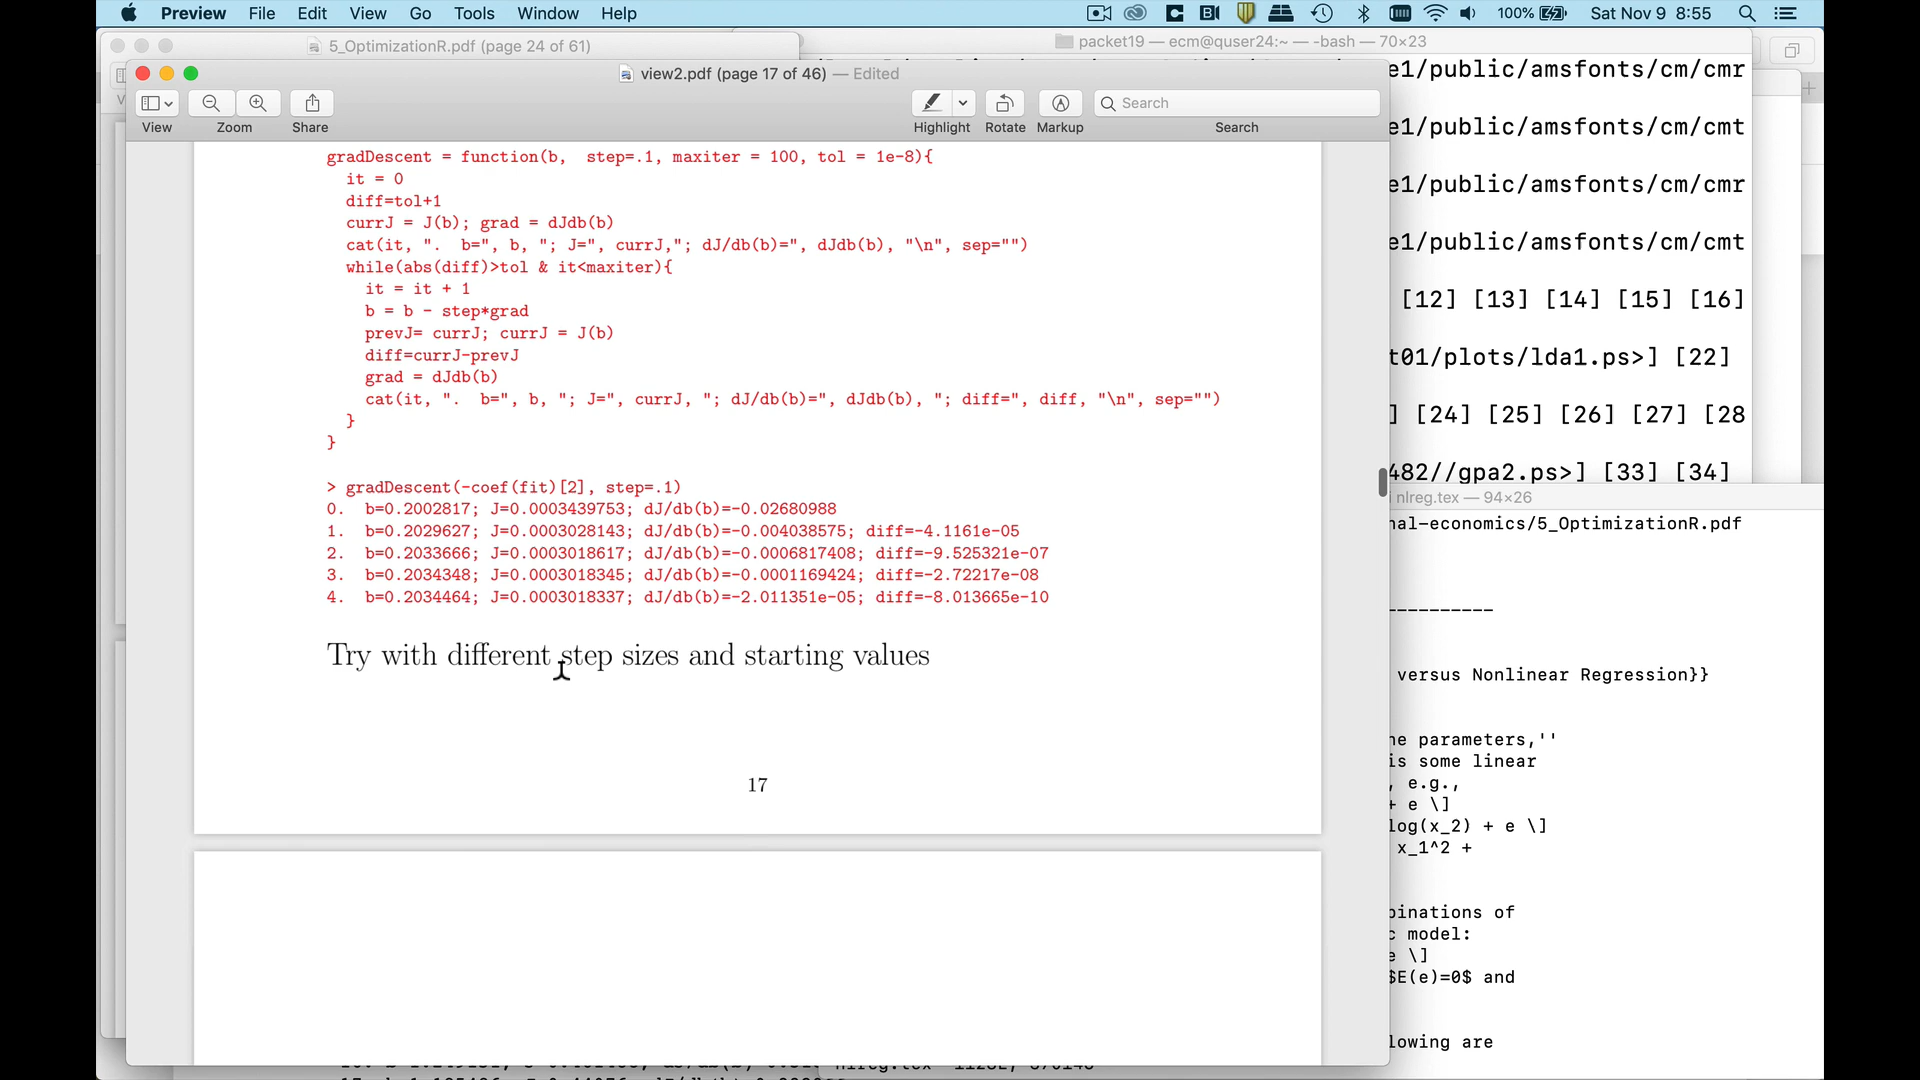 Preview File Edit View Go Tools Window Help 100% Sat Nov 9 8:55
5_OptimizationR.pdf (page 24 of 61)
packet19 — ecm@quser24:~ — -bash — 70×23
view2.pdf (page 17 of 46) — Edited
Search
View Zoom Share Highlight Rotate Markup Search
gradDescent = function(b,  step=.1, maxiter = 100, tol = 1e-8){
it = 0
diff=tol+1
currJ = J(b); grad = dJdb(b)
cat(it, ".  b=", b, "; J=", currJ,"; dJ/db(b)=", dJdb(b), "\n", sep="")
while(abs(diff)>tol & it<maxiter){
it = it + 1
b = b - step*grad
prevJ= currJ; currJ = J(b)
diff=currJ-prevJ
grad = dJdb(b)
cat(it, ".  b=", b, "; J=", currJ, "; dJ/db(b)=", dJdb(b), "; diff=", diff, "\n", sep="")
}
}
> gradDescent(-coef(fit)[2], step=.1)
0.  b=0.2002817; J=0.0003439753; dJ/db(b)=-0.02680988
1.  b=0.2029627; J=0.0003028143; dJ/db(b)=-0.004038575; diff=-4.1161e-05
2.  b=0.2033666; J=0.0003018617; dJ/db(b)=-0.0006817408; diff=-9.525321e-07
3.  b=0.2034348; J=0.0003018345; dJ/db(b)=-0.0001169424; diff=-2.72217e-08
4.  b=0.2034464; J=0.0003018337; dJ/db(b)=-2.011351e-05; diff=-8.013665e-10
Try with different step sizes and starting values
17
e1/public/amsfonts/cm/cmr
e1/public/amsfonts/cm/cmt
e1/public/amsfonts/cm/cmr
e1/public/amsfonts/cm/cmt
[12] [13] [14] [15] [16]
t01/plots/lda1.ps>] [22]
] [24] [25] [26] [27] [28
482//gpa2.ps>] [33] [34]
nlreg.tex — 94×26
nal-economics/5_OptimizationR.pdf
----------
versus Nonlinear Regression}}
he parameters,''
is some linear
, e.g.,
+ e \]
log(x_2) + e \]
x_1^2 +
binations of
c model:
e \]
$E(e)=0$ and
lowing are